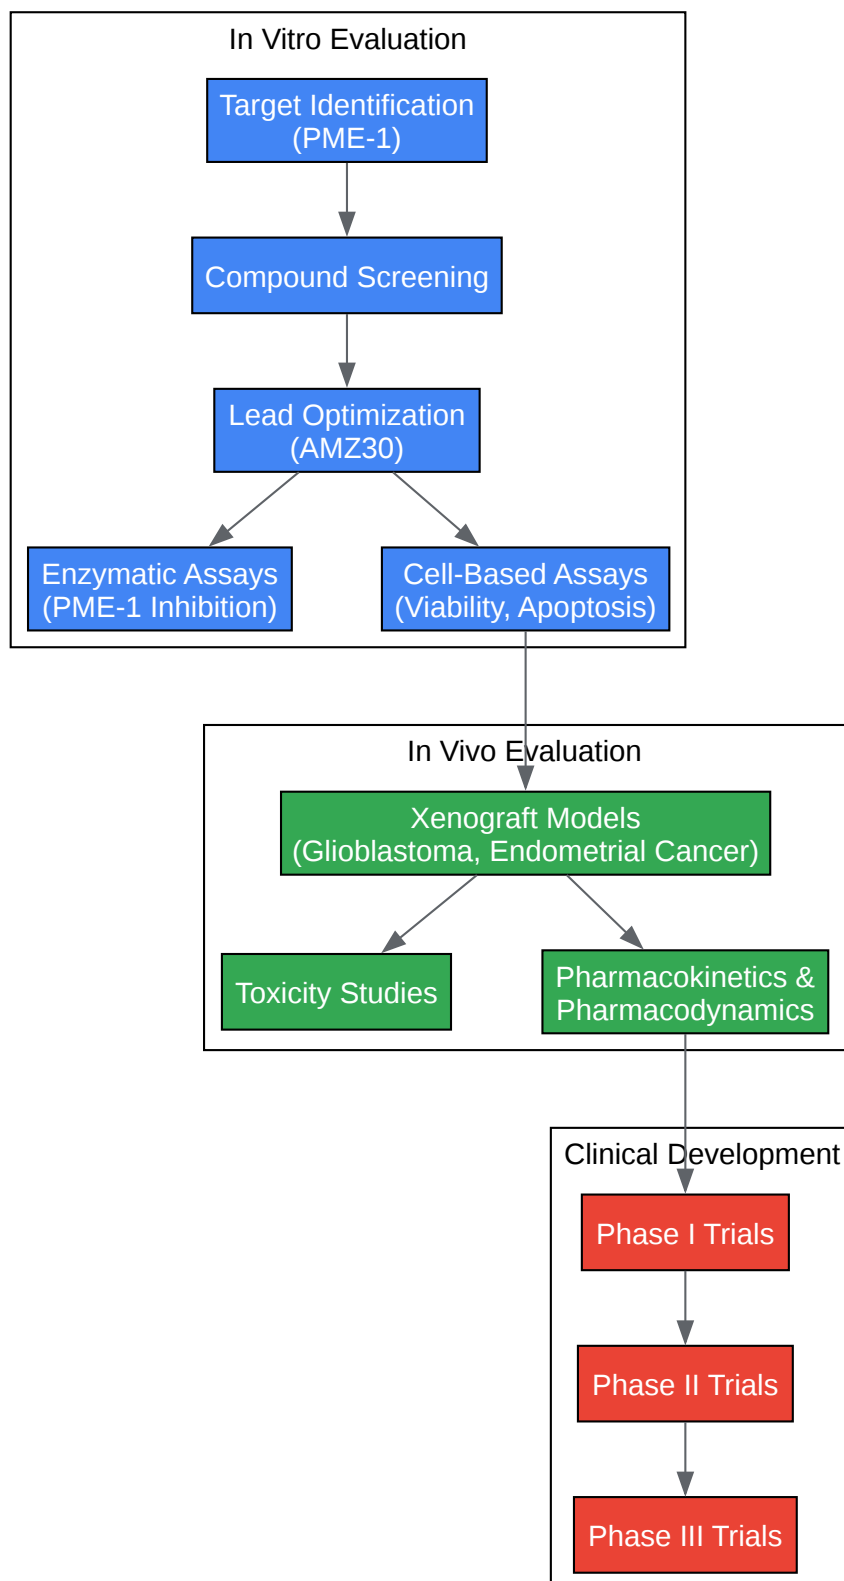 In Vitro Evaluation
Target Identification
(PME-1)
Compound Screening
Lead Optimization
(AMZ30)
Enzymatic Assays
(PME-1 Inhibition)
Cell-Based Assays
(Viability, Apoptosis)
In Vivo Evaluation
Xenograft Models
(Glioblastoma, Endometrial Cancer)
Toxicity Studies
Pharmacokinetics &
Pharmacodynamics
Clinical Development
Phase I Trials
Phase II Trials
Phase III Trials